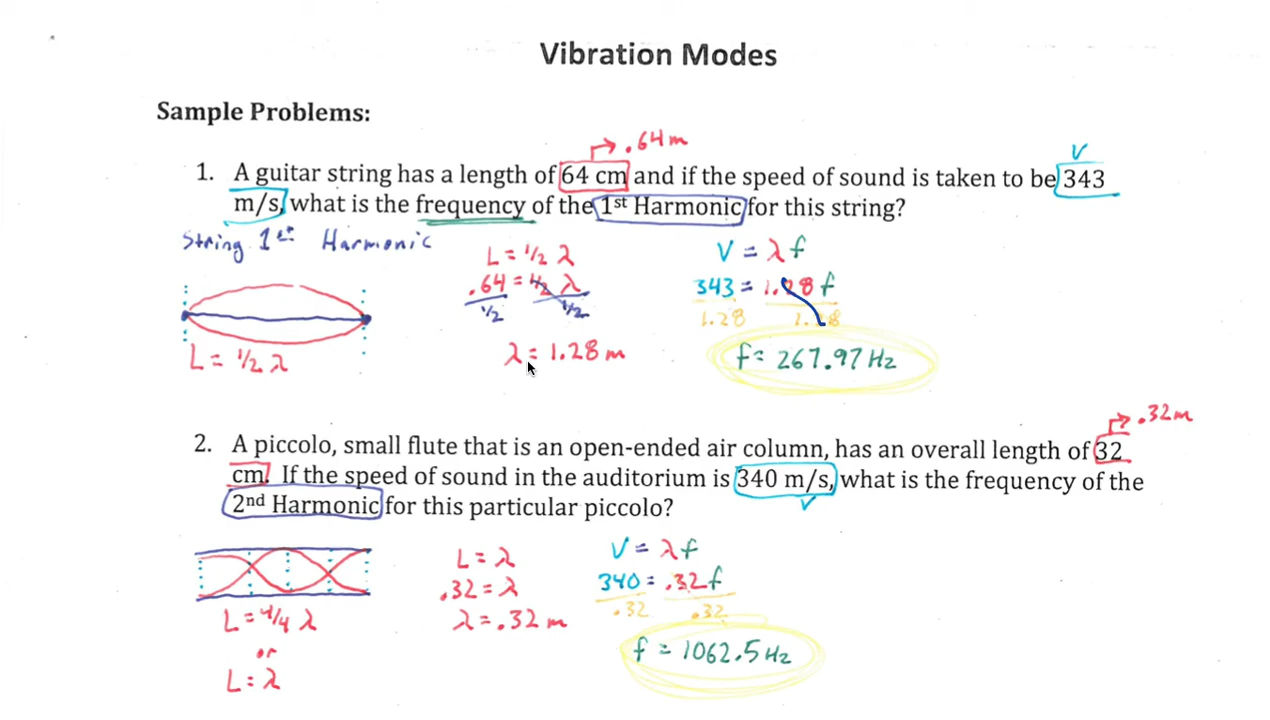 Vibration Modes
Sample Problems:
.64 m
1. A guitar string has a length of 64 cm and if the speed of sound is taken to be 343
V
m/s, what is the frequency of the 1st Harmonic for this string?
String 1st Harmonic
L = 1/2 λ
.64 = 1/2 λ
1/2 1/2
λ = 1.28 m
V = λ f
343 = 1.28 f
1.28 1.28
f = 267.97 Hz
L = 1/2 λ
.32 m
2. A piccolo, small flute that is an open-ended air column, has an overall length of 32
cm. If the speed of sound in the auditorium is 340 m/s, what is the frequency of the
V
2nd Harmonic for this particular piccolo?
L = 4/4 λ
or
L = λ
L = λ
.32 = λ
λ = .32 m
V = λ f
340 = .32 f
.32 .32
f = 1062.5 Hz